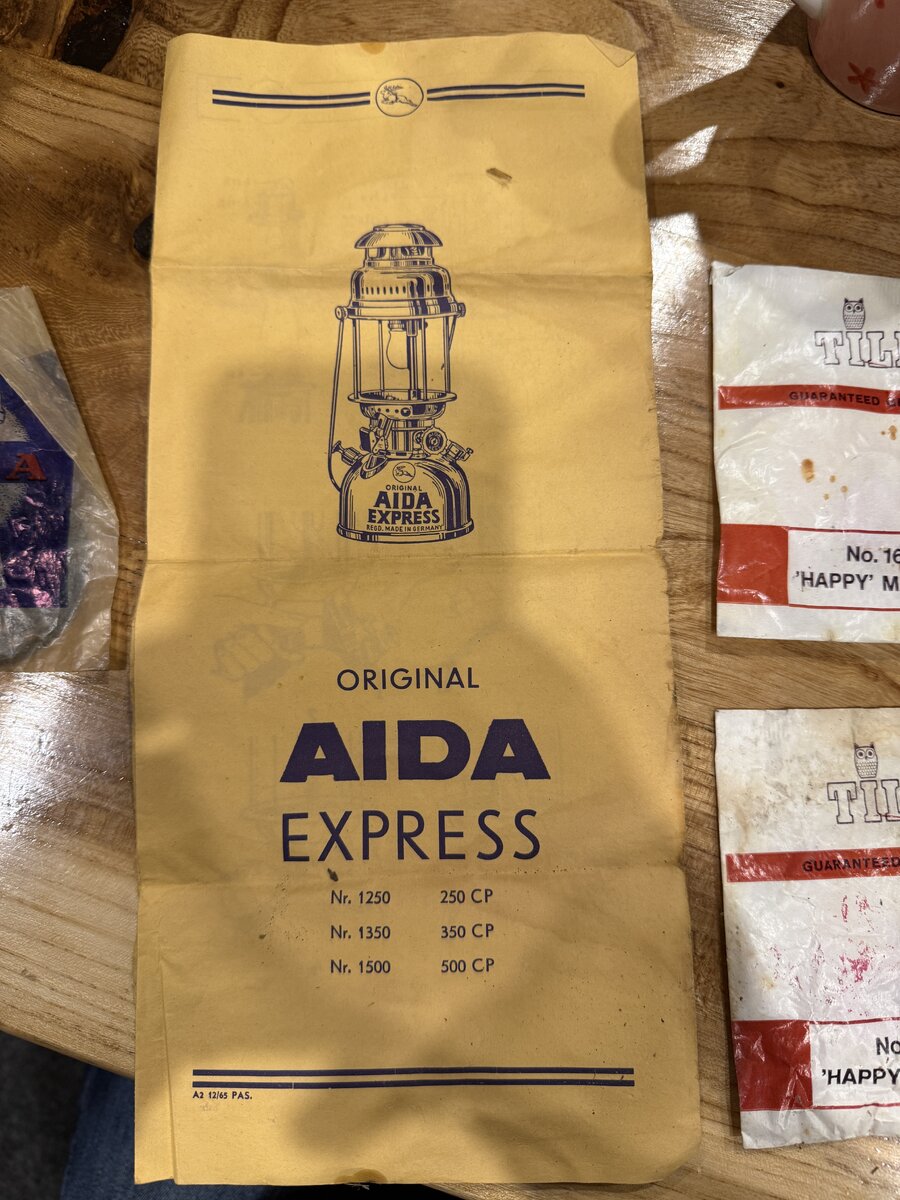 ORIGINAL
AIDA
EXPRESS
REGD. MADE IN GERMANY
ORIGINAL
AIDA
EXPRESS
Nr. 1250 250 CP
Nr. 1350 350 CP
Nr. 1500 500 CP
A2 12/65 PAS.
A
TIL
GUARANTEED
No. 16
'HAPPY' M
TIL
GUARANTEED
No
'HAPPY'